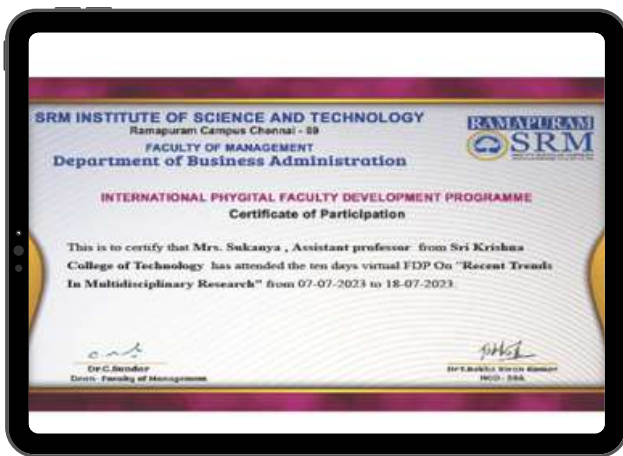 SRM INSTITUTE OF SCIENCE AND TECHNOLOGY
Ramapuram Campus Chennai - 89
FACULTY OF MANAGEMENT
Department of Business Administration
RAMAPURAM
SRM
INTERNATIONAL PHYGITAL FACULTY DEVELOPMENT PROGRAMME
Certificate of Participation
This is to certify that Mrs. Sukanya , Assistant professor from Sri Krishna
College of Technology has attended the ten days virtual FDP On "Recent Trends
In Multidisciplinary Research" from 07-07-2023 to 18-07-2023.
Dr.C.Sundar
Dean- Faculty of Management
HOD - BBA